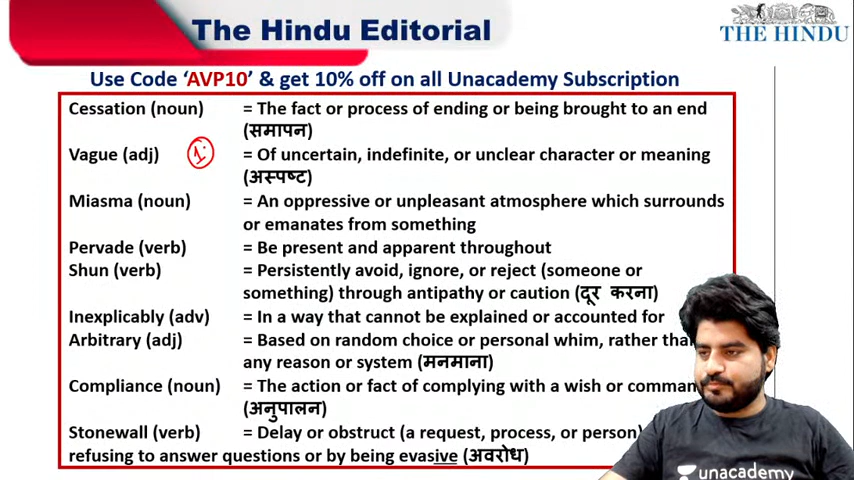 The Hindu Editorial
THE HINDU
Use Code ‘AVP10’ & get 10% off on all Unacademy Subscription
Cessation (noun) = The fact or process of ending or being brought to an end
(समापन)
Vague (adj) = Of uncertain, indefinite, or unclear character or meaning
(अस्पष्ट)
Miasma (noun) = An oppressive or unpleasant atmosphere which surrounds
or emanates from something
Pervade (verb) = Be present and apparent throughout
Shun (verb) = Persistently avoid, ignore, or reject (someone or
something) through antipathy or caution (दूर करना)
Inexplicably (adv) = In a way that cannot be explained or accounted for
Arbitrary (adj) = Based on random choice or personal whim, rather than
any reason or system (मनमाना)
Compliance (noun) = The action or fact of complying with a wish or comman
(अनुपालन)
Stonewall (verb) = Delay or obstruct (a request, process, or person)
refusing to answer questions or by being evasive (अवरोध)
unacademy